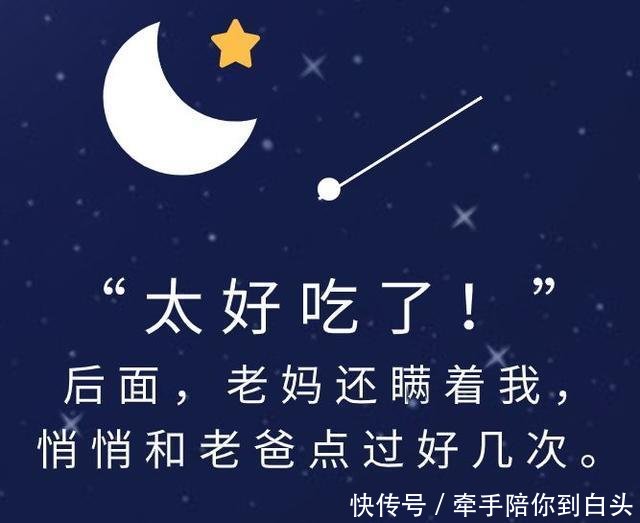 “太好吃了！”
后面，老妈还瞒着我，
悄悄和老爸点过好几次。
快传号 / 牵手陪你到白头